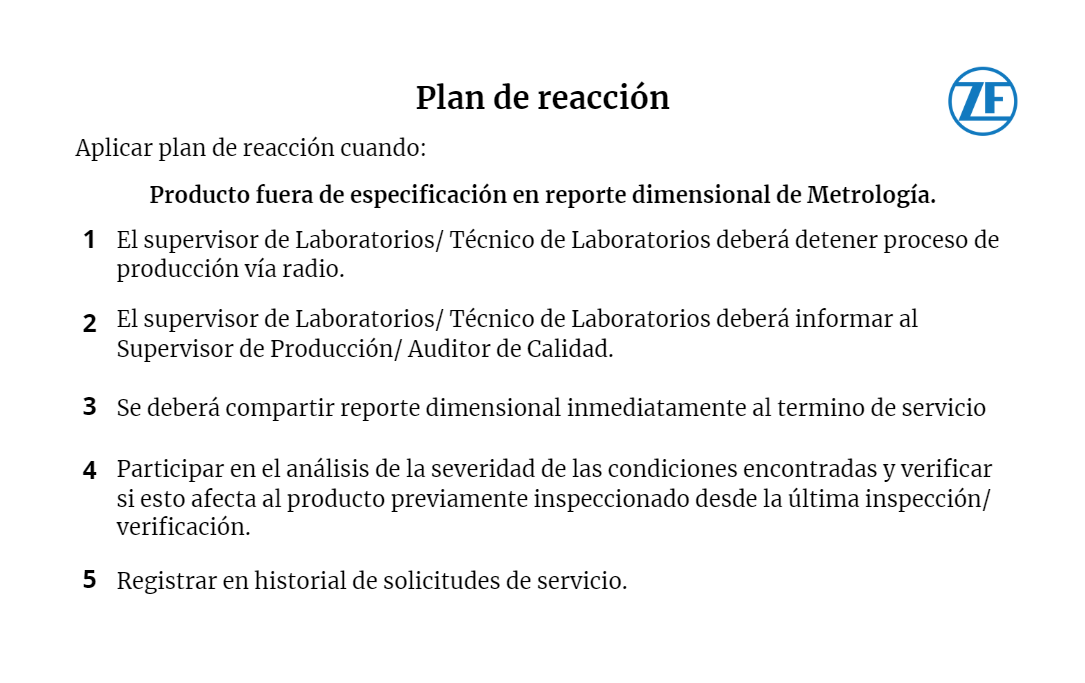 Plan de reacción
ZF
Aplicar plan de reacción cuando:
Producto fuera de especificación en reporte dimensional de Metrología.
1 El supervisor de Laboratorios/ Técnico de Laboratorios deberá detener proceso de
producción vía radio.
2 El supervisor de Laboratorios/ Técnico de Laboratorios deberá informar al
Supervisor de Producción/ Auditor de Calidad.
3 Se deberá compartir reporte dimensional inmediatamente al termino de servicio
4 Participar en el análisis de la severidad de las condiciones encontradas y verificar
si esto afecta al producto previamente inspeccionado desde la última inspección/
verificación.
5 Registrar en historial de solicitudes de servicio.